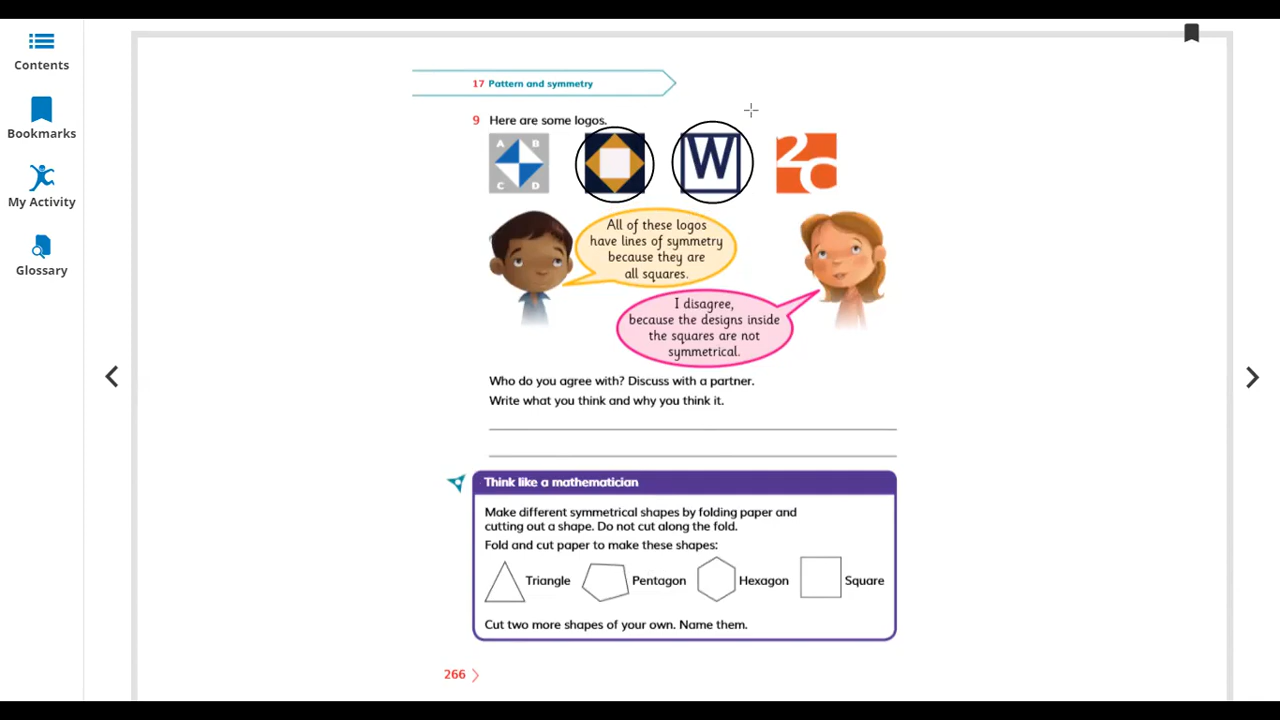 Contents
Bookmarks
My Activity
Glossary
17 Pattern and symmetry
9 Here are some logos.
A B
C D
W
2C
All of these logos
have lines of symmetry
because they are
all squares.
I disagree,
because the designs inside
the squares are not
symmetrical.
Who do you agree with? Discuss with a partner.
Write what you think and why you think it.
Think like a mathematician
Make different symmetrical shapes by folding paper and
cutting out a shape. Do not cut along the fold.
Fold and cut paper to make these shapes:
Triangle Pentagon Hexagon Square
Cut two more shapes of your own. Name them.
266